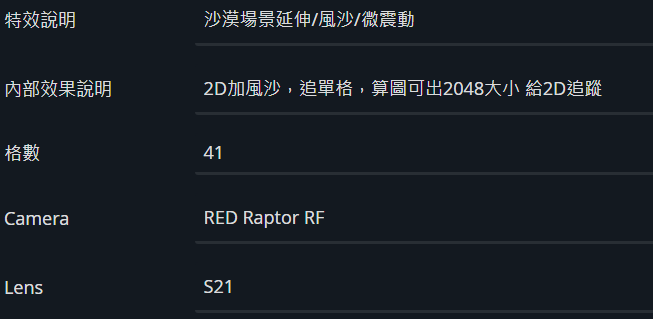 特效說明 沙漠場景延伸/風沙/微震動
內部效果說明 2D加風沙，追單格，算圖可出2048大小 給2D追蹤
格數 41
Camera RED Raptor RF
Lens S21